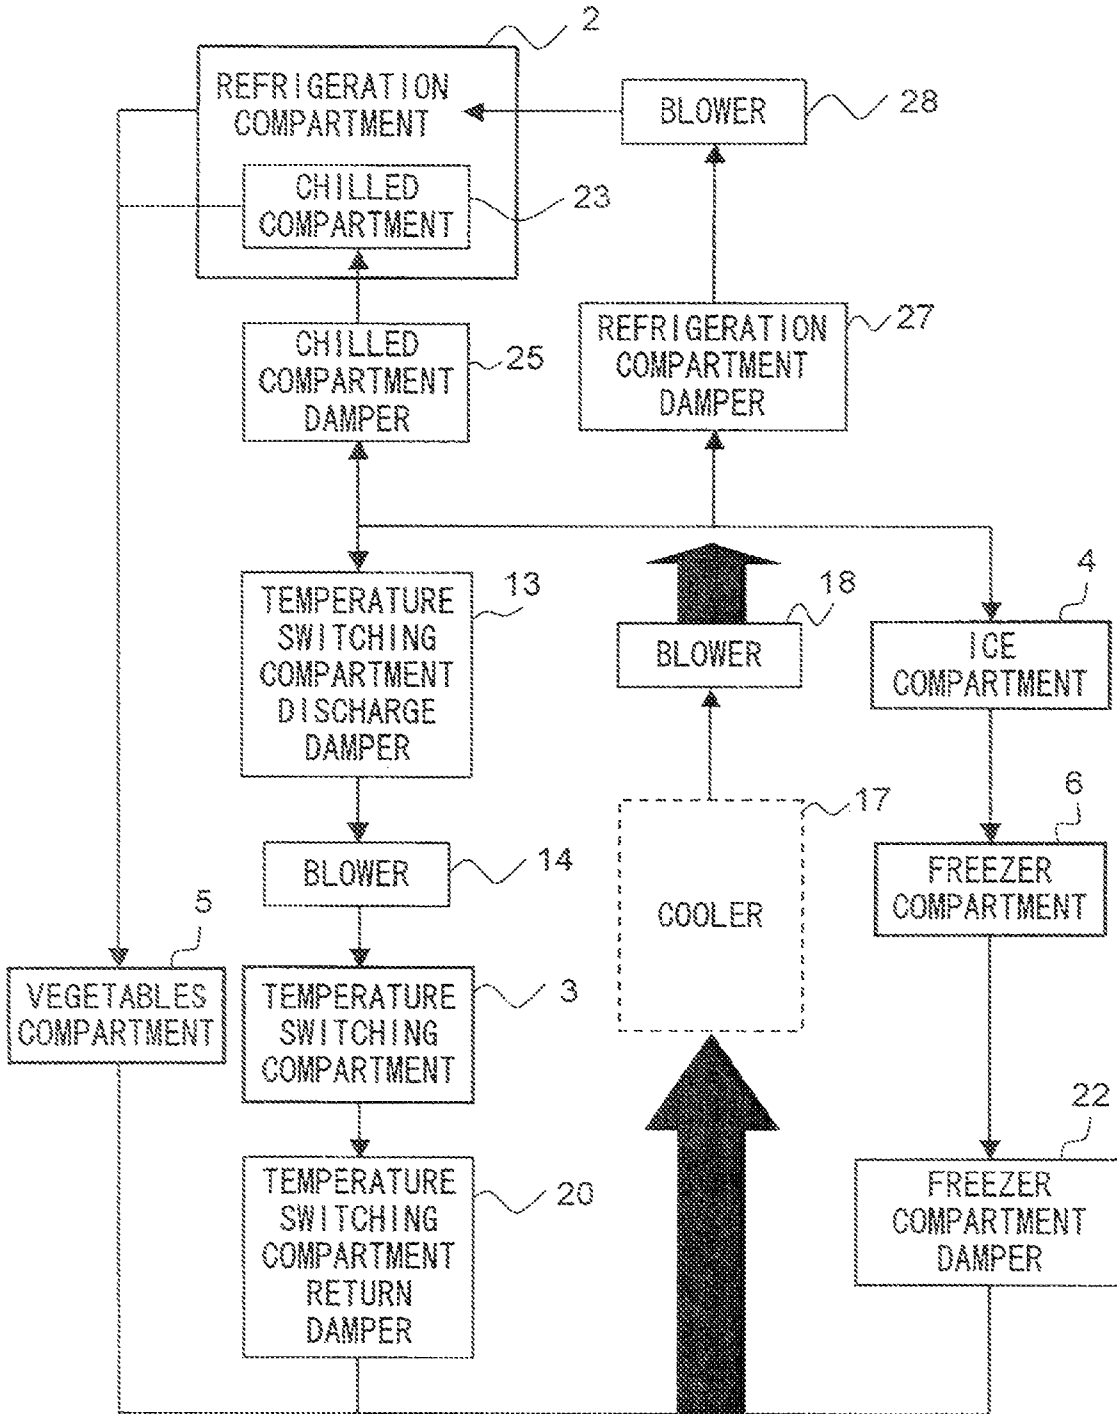 2
REFRIGERATION
COMPARTMENT
BLOWER
28
CHILLED
COMPARTMENT
23
CHILLED
COMPARTMENT
DAMPER
25
REFRIGERATION
COMPARTMENT
DAMPER
27
TEMPERATURE
SWITCHING
COMPARTMENT
DISCHARGE
DAMPER
13
BLOWER
18
4
ICE
COMPARTMENT
BLOWER
14
COOLER
17
6
FREEZER
COMPARTMENT
5
VEGETABLES
COMPARTMENT
TEMPERATURE
SWITCHING
COMPARTMENT
3
TEMPERATURE
SWITCHING
COMPARTMENT
RETURN
DAMPER
20
22
FREEZER
COMPARTMENT
DAMPER